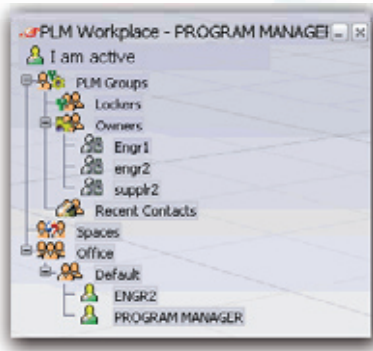 PLM Workplace - PROGRAM MANAGER
I am active
PLM Groups
Lockers
Owners
Engr1
engr2
supplr2
Recent Contacts
Spaces
Office
Default
ENGR2
PROGRAM MANAGER